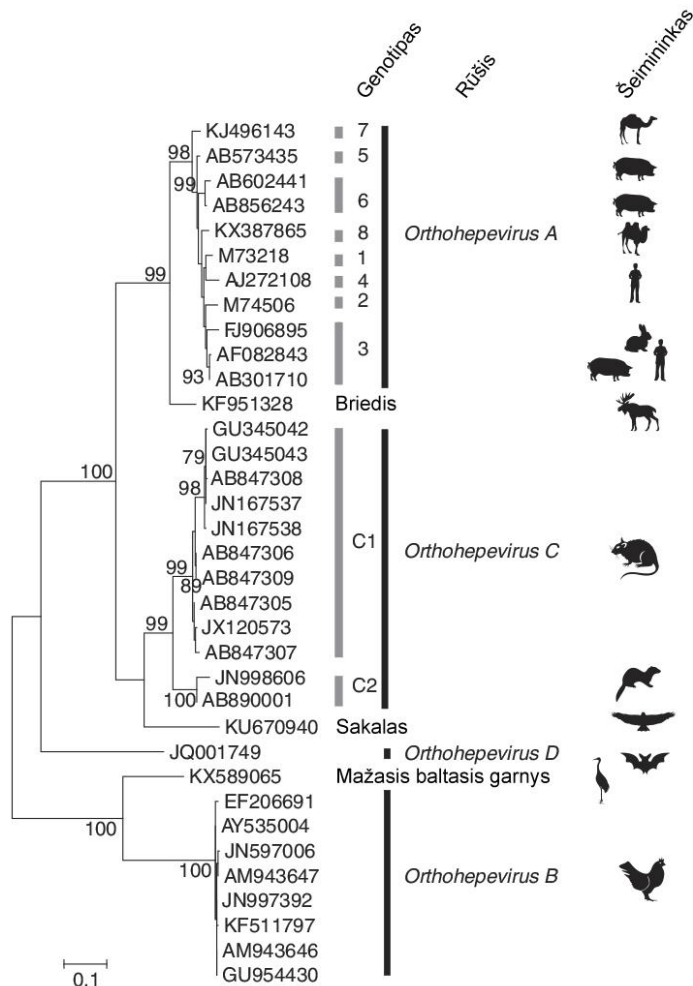 Genotipas Rūšis Šeimininkas
KJ496143 7
98 AB573435 5
99 AB602441
AB856243 6
KX387865 8 Orthohepevirus A
M73218 1
99 AJ272108 4
M74506 2
FJ906895
AF082843 3
93 AB301710
KF951328 Briedis
GU345042
79 GU345043
100 AB847308
98 JN167537
JN167538
AB847306 C1 Orthohepevirus C
99 AB847309
89 AB847305
99 JX120573
AB847307
JN998606 C2
100 AB890001
KU670940 Sakalas
JQ001749 Orthohepevirus D
KX589065 Mažasis baltasis garnys
EF206691
100 AY535004
JN597006
100 AM943647 Orthohepevirus B
JN997392
KF511797
AM943646
GU954430
0.1